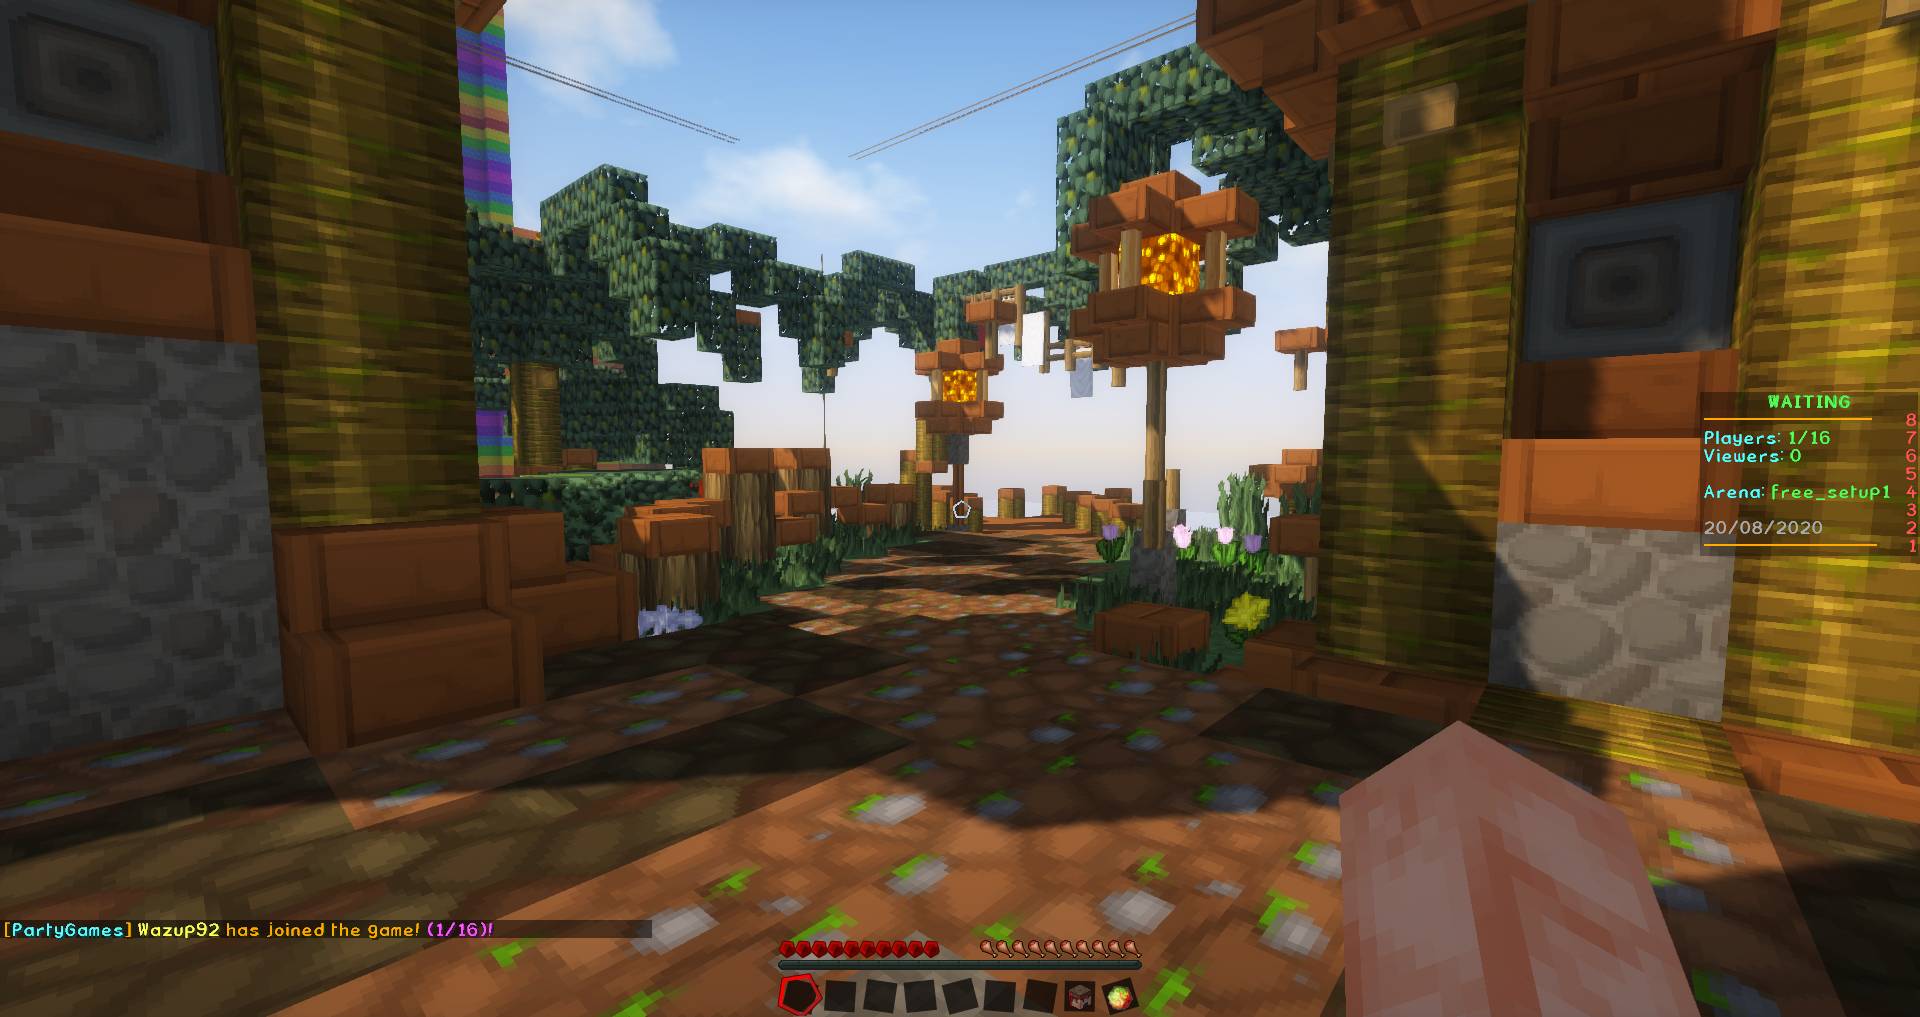 WAITING
8
Players: 1/16 7
Viewers: 0 6
5
Arena: free_setup1 4
3
20/08/2020 2
1
[PartyGames] Wazup92 has joined the game! (1/16)!